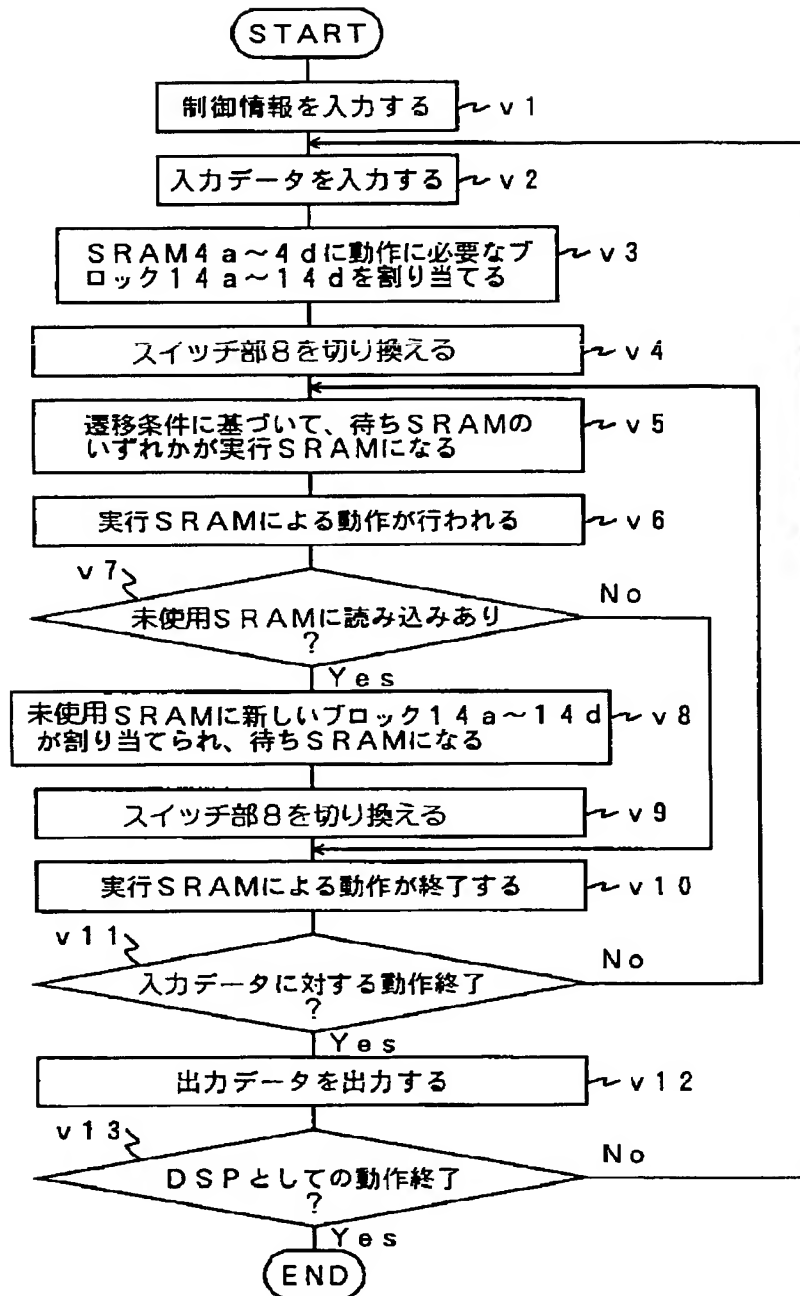 START
制御情報を入力する
v1
入力データを入力する
v2
SRAM4a～4dに動作に必要なブ
ロック14a～14dを割り当てる
v3
スイッチ部8を切り換える
v4
遷移条件に基づいて、待ちSRAMの
いずれかが実行SRAMになる
v5
実行SRAMによる動作が行われる
v6
v7
未使用SRAMに読み込みあり
?
No
Yes
未使用SRAMに新しいブロック14a～14d
が割り当てられ、待ちSRAMになる
v8
スイッチ部8を切り換える
v9
実行SRAMによる動作が終了する
v10
v11
入力データに対する動作終了
?
No
Yes
出力データを出力する
v12
v13
DSPとしての動作終了
?
No
Yes
END